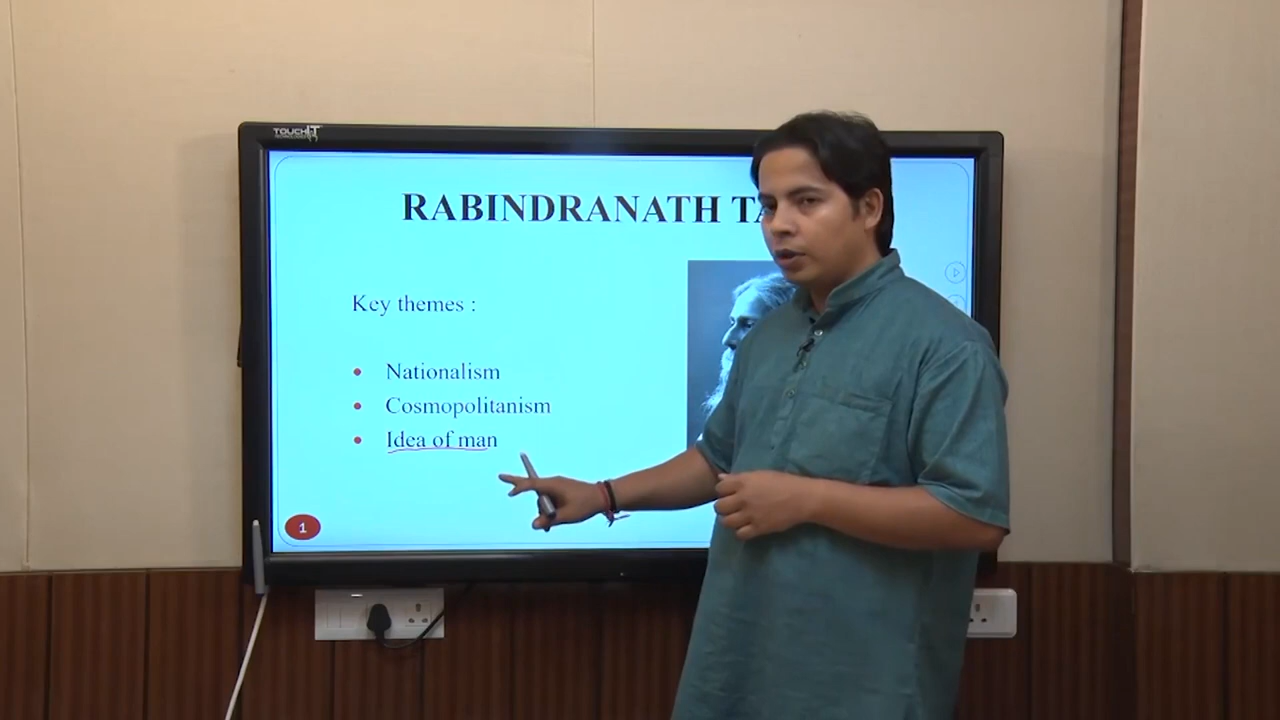 TOUCHIT
RABINDRANATH TA
Key themes :
• Nationalism
• Cosmopolitanism
• Idea of man
1